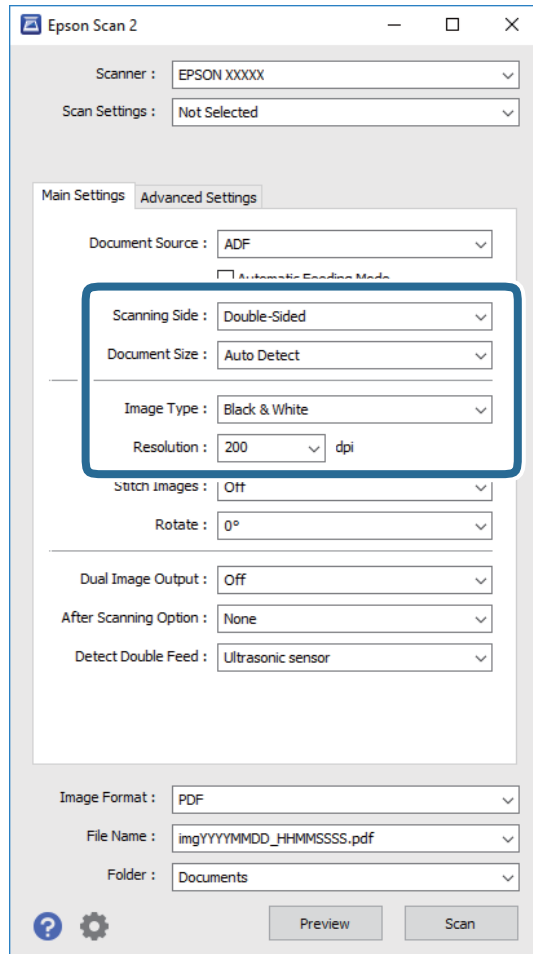 Epson Scan 2
Scanner : EPSON XXXXX
Scan Settings : Not Selected
Main Settings Advanced Settings
Document Source : ADF
Automatic Feeding Mode
Scanning Side : Double-Sided
Document Size : Auto Detect
Image Type : Black & White
Resolution : 200 dpi
Stitch Images : Off
Rotate : 0°
Dual Image Output : Off
After Scanning Option : None
Detect Double Feed : Ultrasonic sensor
Image Format : PDF
File Name : imgYYYYMMDD_HHMMSSSS.pdf
Folder : Documents
? Preview Scan